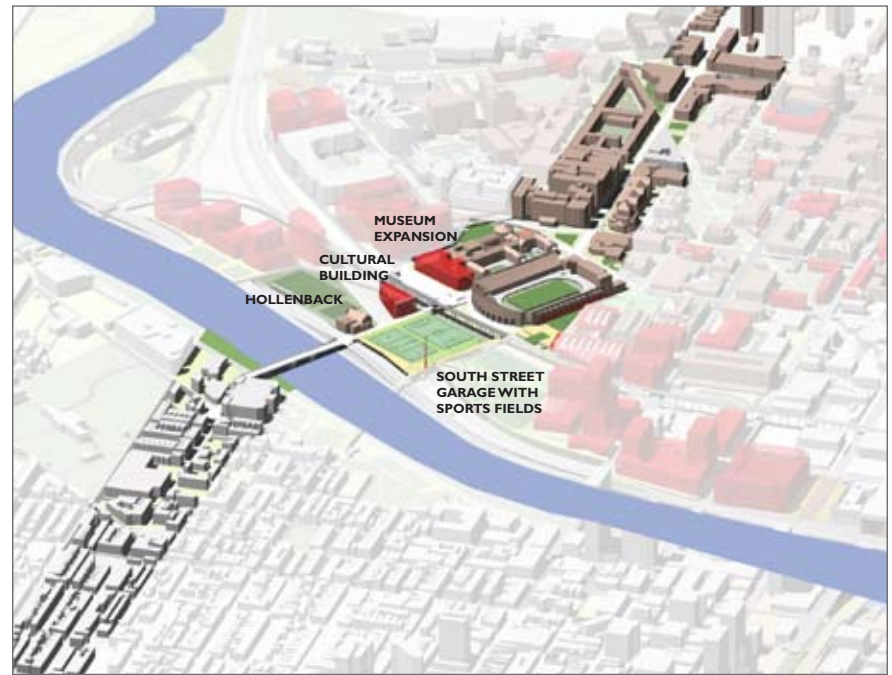 MUSEUM
EXPANSION
CULTURAL
BUILDING
HOLLENBACK
SOUTH STREET
GARAGE WITH
SPORTS FIELDS